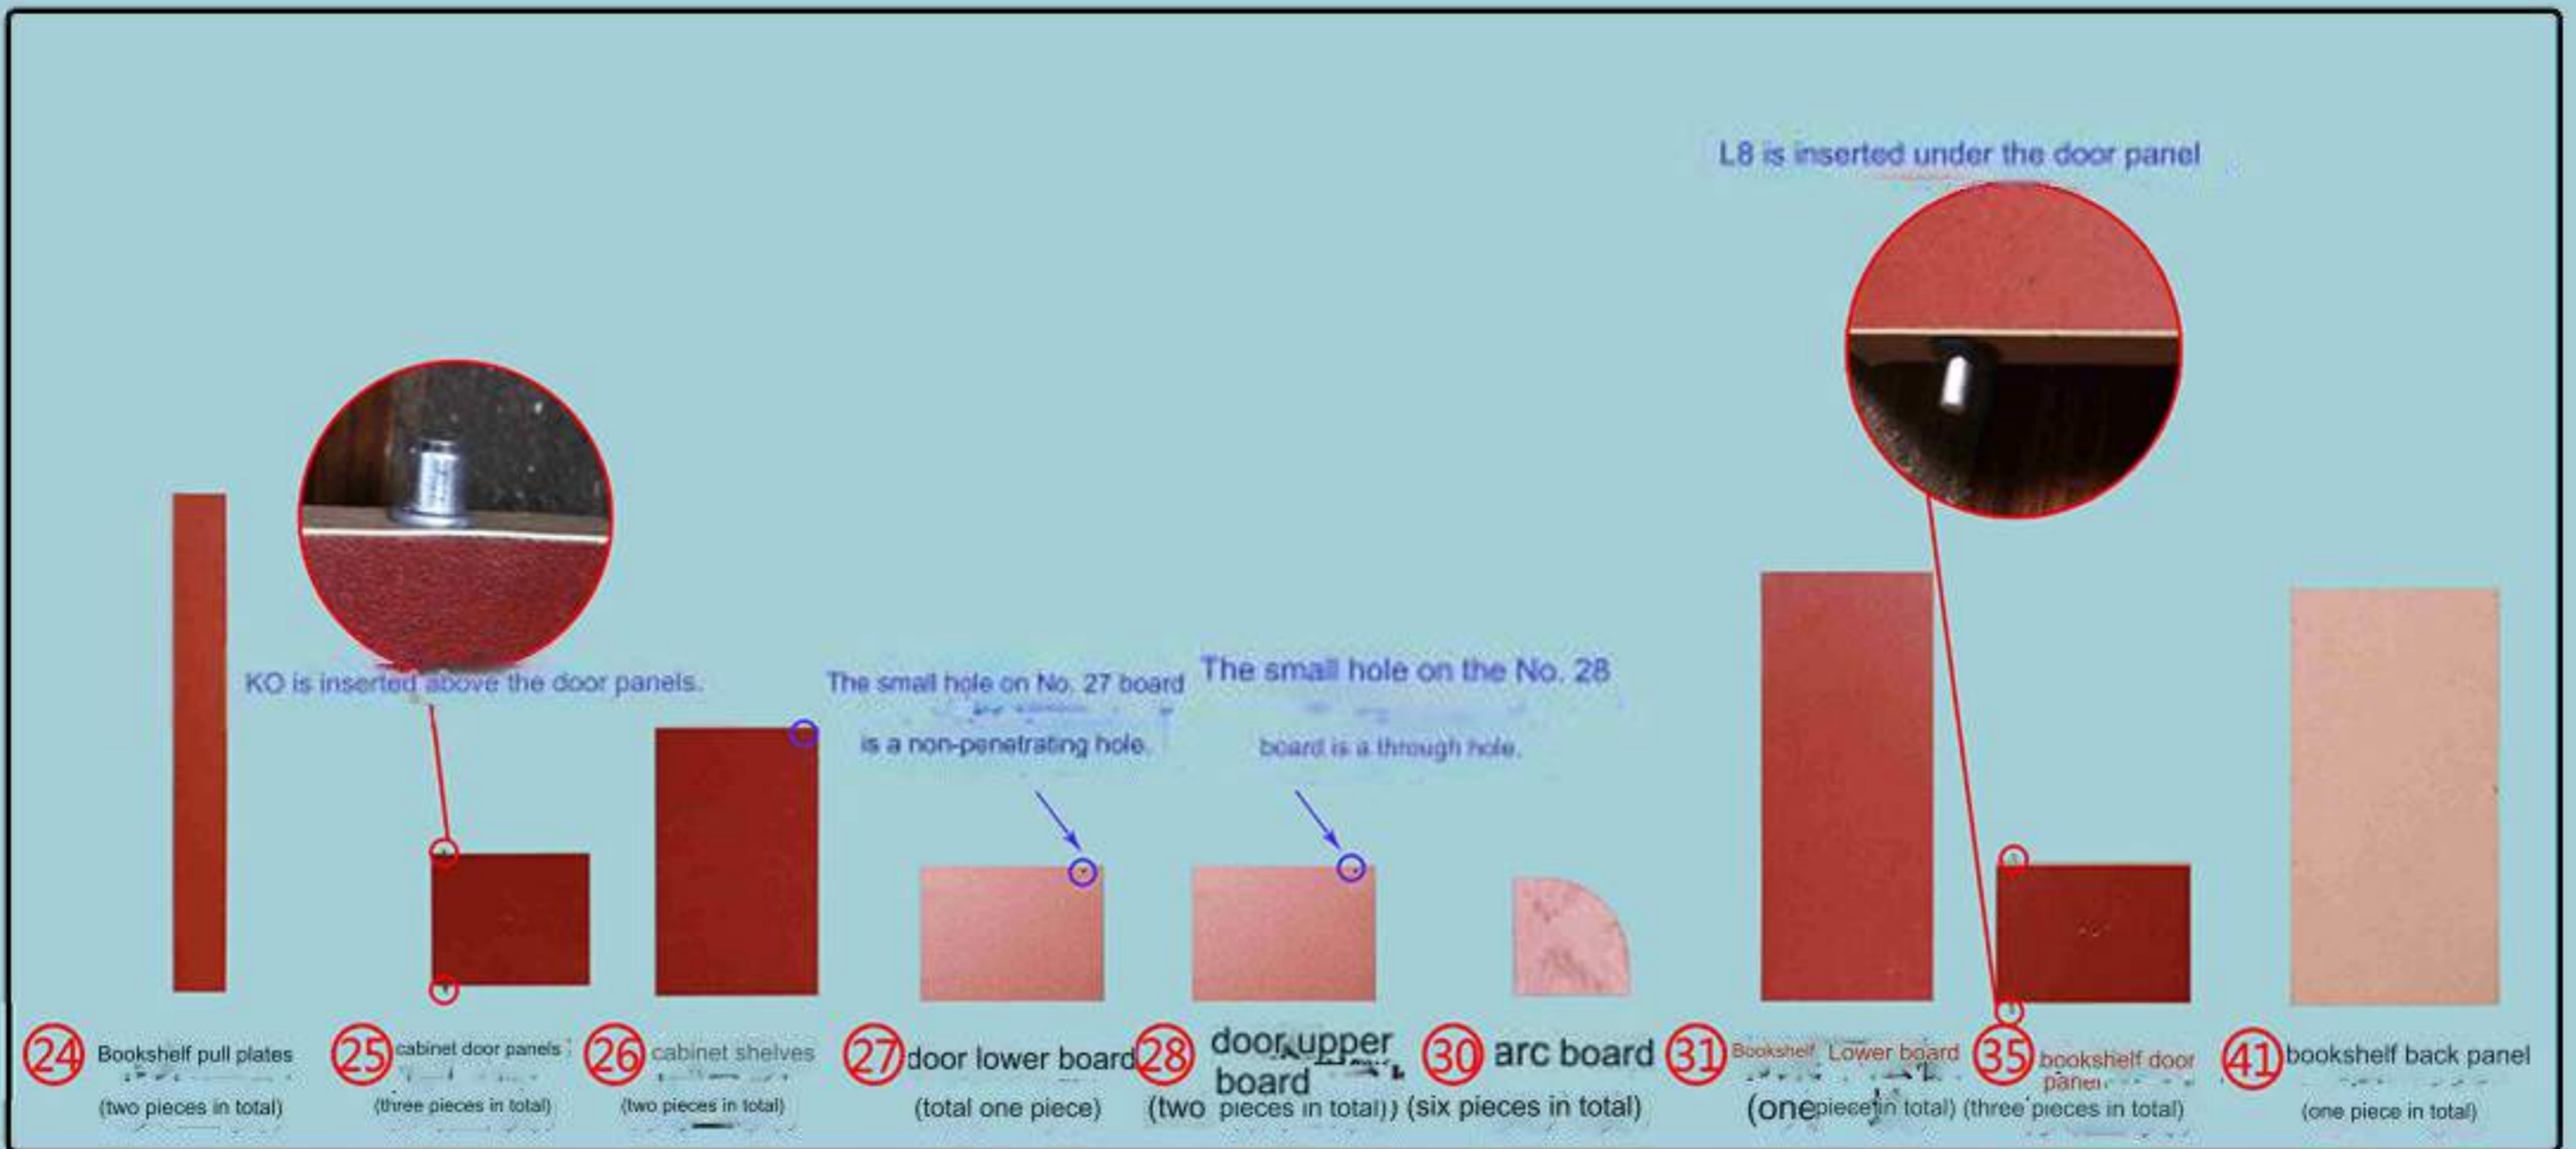 L8 is inserted under the door panel
KO is inserted above the door panels.
The small hole on No. 27 board
is a non-penetrating hole.
The small hole on the No. 28
board is a through hole.
24 Bookshelf pull plates
(two pieces in total)
25 cabinet door panels
(three pieces in total)
26 cabinet shelves
(two pieces in total)
27 door lower board
(total one piece)
28 door upper
board
(two pieces in total))
30 arc board
(six pieces in total)
31 Bookshelf Lower board
(one piece in total)
35 bookshelf door
panel
(three pieces in total)
41 bookshelf back panel
(one piece in total)